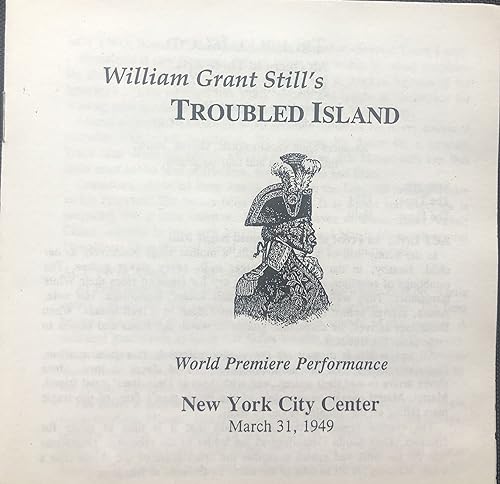 William Grant Still's
TROUBLED ISLAND
World Premiere Performance
New York City Center
March 31, 1949